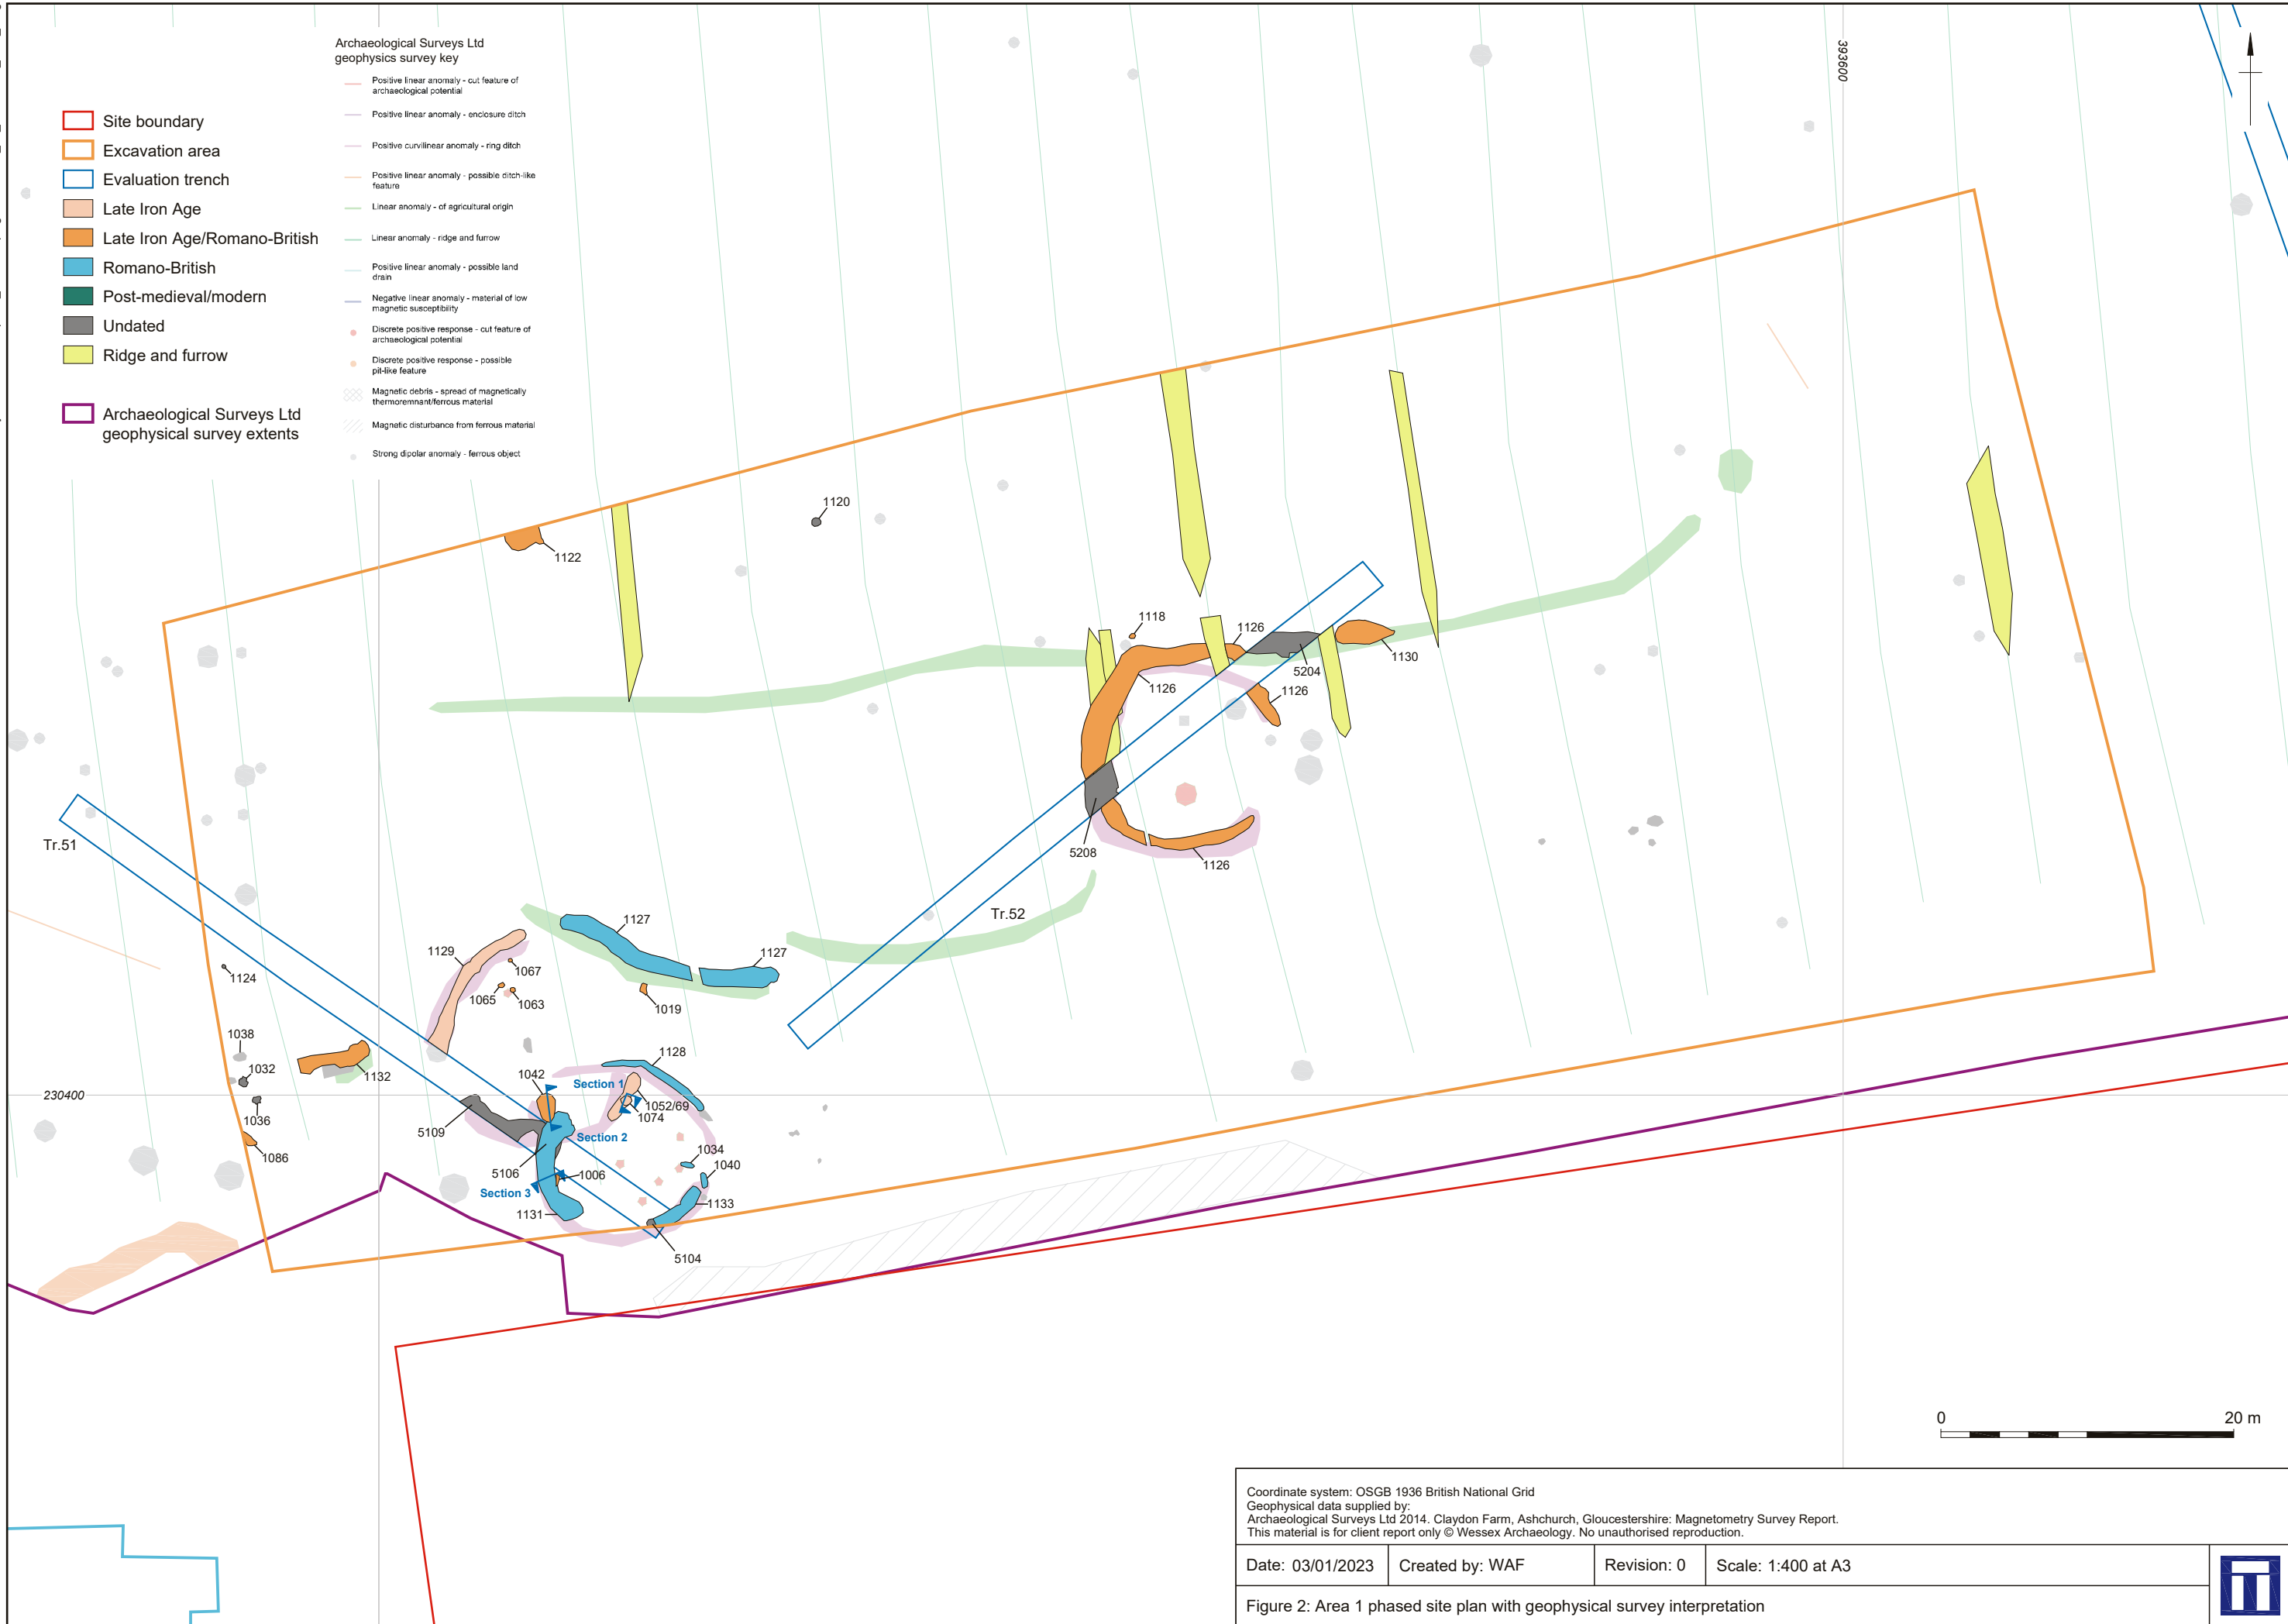 Site boundary
Excavation area
Evaluation trench
Late Iron Age
Late Iron Age/Romano-British
Romano-British
Post-medieval/modern
Undated
Ridge and furrow
Archaeological Surveys Ltd
geophysical survey extents
Archaeological Surveys Ltd
geophysics survey key
Positive linear anomaly - cut feature of
archaeological potential
Positive linear anomaly - enclosure ditch
Positive curvilinear anomaly - ring ditch
Positive linear anomaly - possible ditch-like
feature
Linear anomaly - of agricultural origin
Linear anomaly - ridge and furrow
Positive linear anomaly - possible land
drain
Negative linear anomaly - material of low
magnetic susceptibility
Discrete positive response - cut feature of
archaeological potential
Discrete positive response - possible
pit-like feature
Magnetic debris - spread of magnetically
thermoremnant/ferrous material
Magnetic disturbance from ferrous material
Strong dipolar anomaly - ferrous object
393600
1120
1122
1118
1126
5204
1130
1126
1126
5208
1126
Tr.51
Tr.52
1127
1127
1129
1067
1065
1063
1019
1124
1038
1032
1132
1036
1086
230400
1128
1042
Section 1
1052/69
1074
Section 2
5109
5106
1034
1040
1006
Section 3
1131
1133
5104
0
20 m
Coordinate system: OSGB 1936 British National Grid
Geophysical data supplied by:
Archaeological Surveys Ltd 2014. Claydon Farm, Ashchurch, Gloucestershire: Magnetometry Survey Report.
This material is for client report only © Wessex Archaeology. No unauthorised reproduction.
Date: 03/01/2023
Created by: WAF
Revision: 0
Scale: 1:400 at A3
Figure 2: Area 1 phased site plan with geophysical survey interpretation